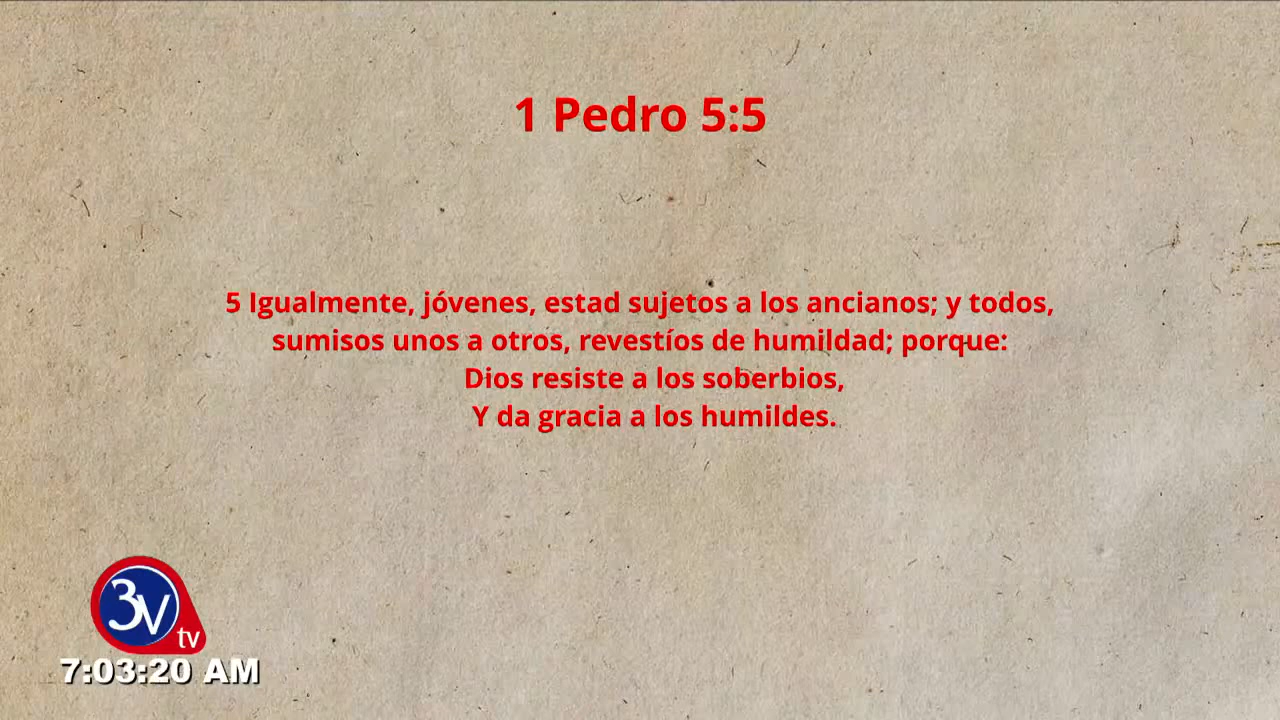 1 Pedro 5:5
5 Igualmente, jóvenes, estad sujetos a los ancianos; y todos,
sumisos unos a otros, revestíos de humildad; porque:
Dios resiste a los soberbios,
Y da gracia a los humildes.
3V
tv
7:03:20 AM